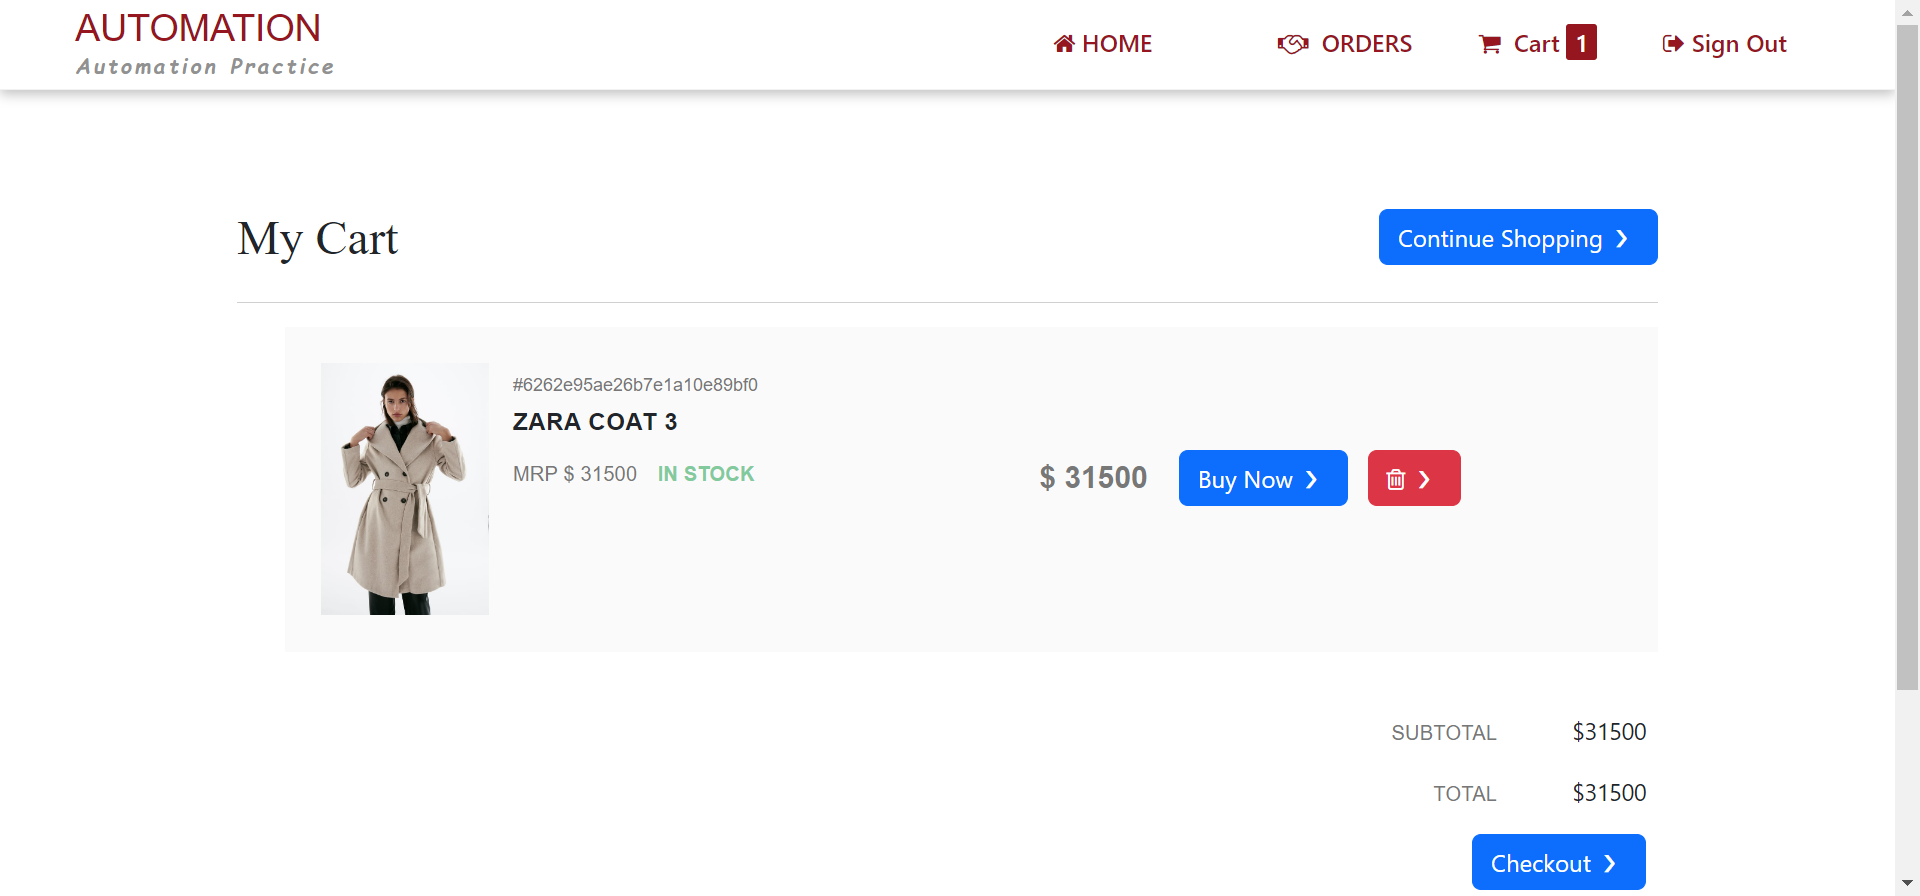 AUTOMATION
Automation Practice
HOME
ORDERS
Cart 1
Sign Out
My Cart
Continue Shopping ❯
#6262e95ae26b7e1a10e89bf0
ZARA COAT 3
MRP $ 31500 IN STOCK
$ 31500
Buy Now ❯
❯
SUBTOTAL $31500
TOTAL $31500
Checkout ❯